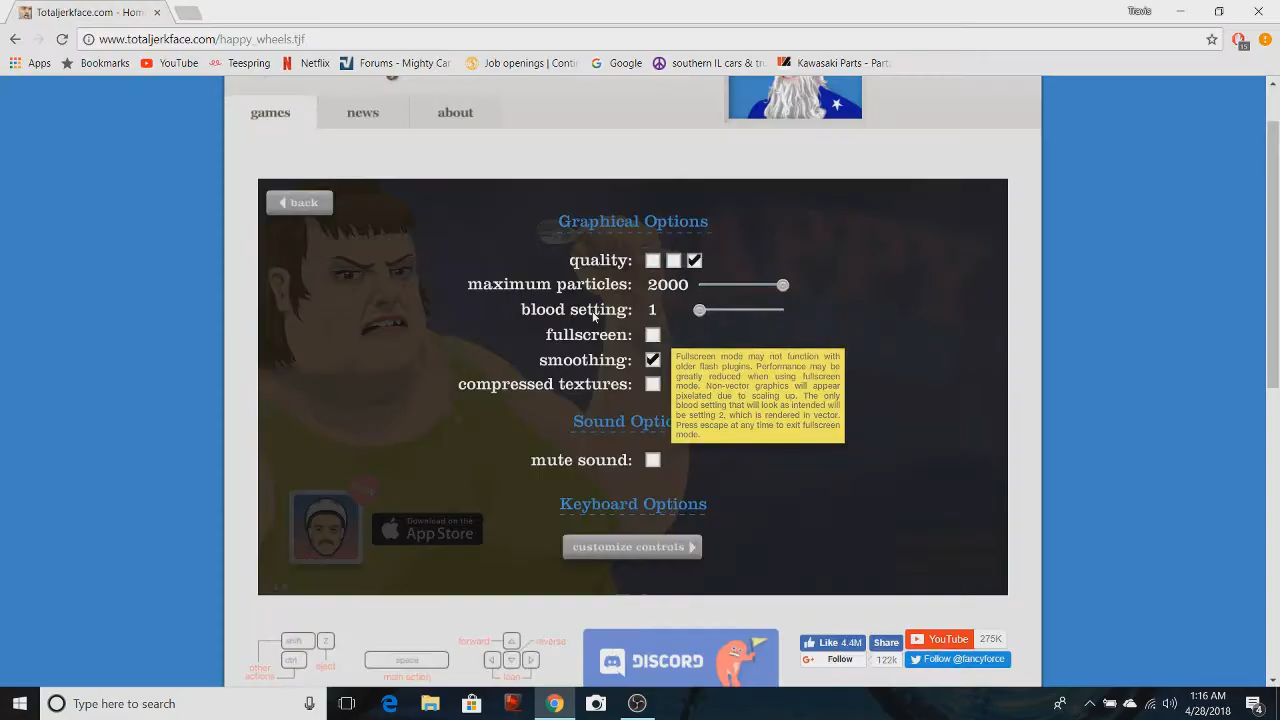 Totaljerkface.com - Home
Travis
www.totaljerkface.com/happy_wheels.tjf
15
Apps Bookmarks YouTube Teespring Netflix Forums - Mighty Car Job openings | Conti Google southern IL cars & tru Kawasaki Parts - Part
games news about
back
Graphical Options
quality:
maximum particles: 2000
blood setting: 1
fullscreen:
smoothing:
compressed textures:
Fullscreen mode may not function with
older flash plugins. Performance may be
greatly reduced when using fullscreen
mode. Non-vector graphics will appear
pixelated due to scaling up. The only
blood setting that will look as intended will
be setting 2, which is rendered in vector.
Press escape at any time to exit fullscreen
mode.
Sound Optio
mute sound:
Download on the
App Store
Keyboard Options
customize controls
shift Z
ctrl
other
actions
eject
space
main action
forward
reverse
lean
DISCORD
Like 4.4M Share YouTube 275K
G+ Follow 122k Follow @fancyforce
Type here to search
1:16 AM
4/28/2018
4